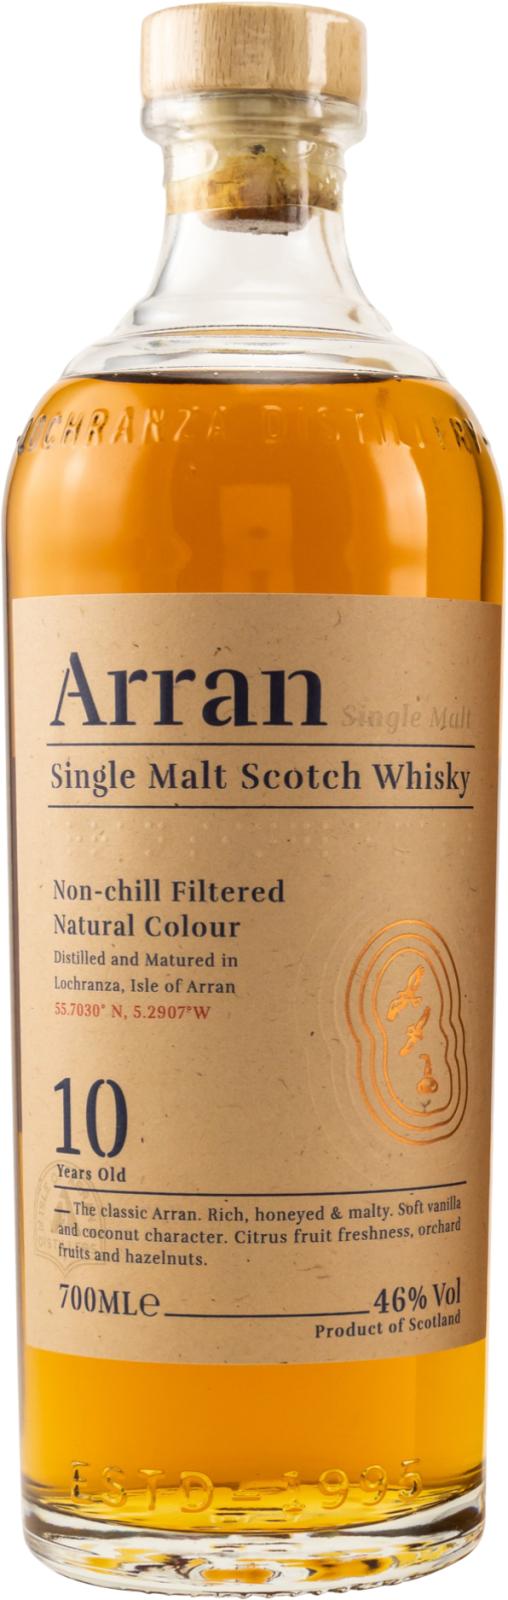 LOCHRANZA DISTILLERY
Arran Single Malt
Single Malt Scotch Whisky
Non-chill Filtered
Natural Colour
Distilled and Matured in
Lochranza, Isle of Arran
55.7030° N, 5.2907°W
10
Years Old
The classic Arran. Rich, honeyed & malty. Soft vanilla
and coconut character. Citrus fruit freshness, orchard
fruits and hazelnuts.
700ML℮ 46% Vol
Product of Scotland
ESTD-1995